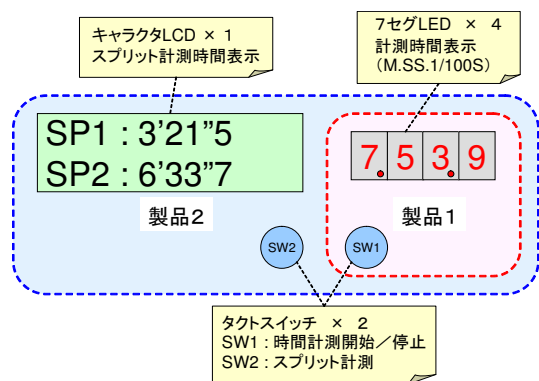 キャラクタLCD × 1
スプリット計測時間表示
7セグLED × 4
計測時間表示
(M.SS.1/100S)
SP1 : 3’21”5
SP2 : 6’33”7
7.53.9
製品2
製品1
SW2
SW1
タクトスイッチ × 2
SW1 : 時間計測開始／停止
SW2 : スプリット計測